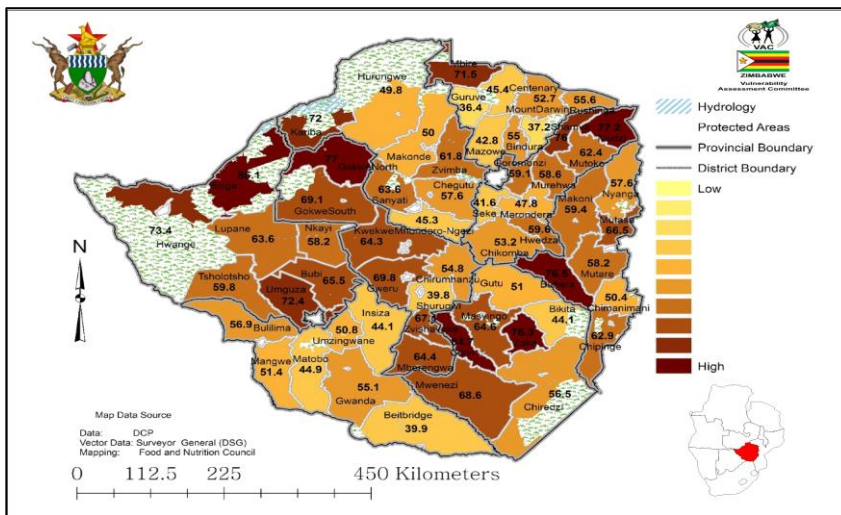 VAC
ZIMBABWE
Vulnerability
Assessment Committee
Hydrology
Protected Areas
Provincial Boundary
District Boundary
Low
High
Mbire
71.5
Hurungwe
49.8
Guruve
36.4
45.4
Centenary
52.7
MountDarwin
55.6
Rushinga
37.2
76
77.2
72
Kariba
50
Makonde
61.8
Zvimba
42.8
Mazowe
55
Bindura
62.4
Mutoko
59.1
58.6
Murehwa
77
GokweNorth
63.6
Sanyati
Chegutu
57.6
41.6
Seke
47.8
Marondera
Makoni
59.4
57.6
Nyanga
Mutasa
66.5
69.1
GokweSouth
45.3
73.4
Hwange
Lupane
63.6
Nkayi
58.2
64.3
53.2
Chikomba
59.6
Hwedza
58.2
Mutare
Tsholotsho
59.8
Bubi
65.5
Umguza
72.4
69.8
Gweru
54.8
Chirumhanzu
39.8
Shurugwi
Gutu
51
76.5
50.4
Chimanimani
56.9
Bulilima
50.8
Umzingwane
Insiza
44.1
Masvingo
64.6
Bikita
44.1
62.9
Chipinge
Mangwe
51.4
Matobo
44.9
64.4
Mberengwa
Mwenezi
68.6
55.1
Gwanda
56.5
Chiredzi
Beitbridge
39.9
N
Map Data Source
Data: DCP
Vector Data: Surveyor General (DSG)
Mapping: Food and Nutrition Council
0 112.5 225 450 Kilometers